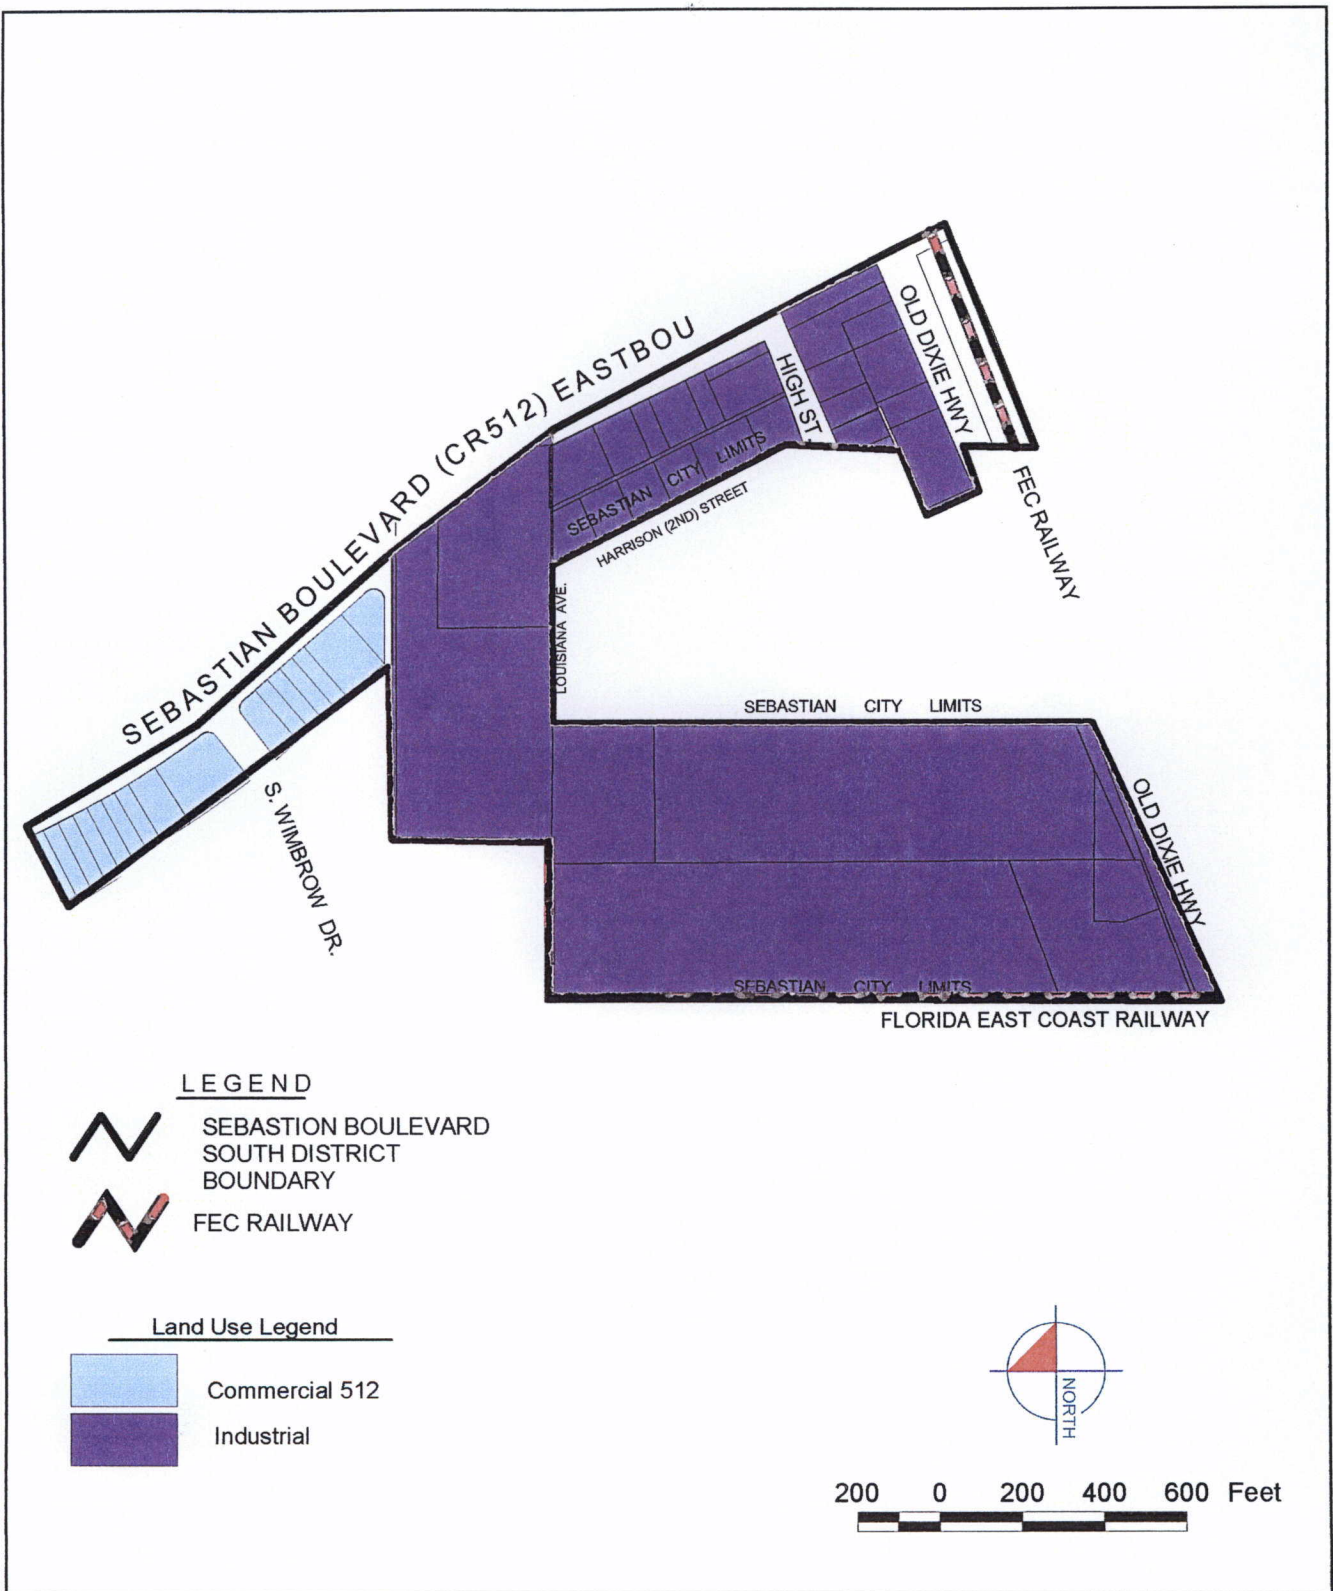 SEBASTIAN BOULEVARD (CR512) EASTBOU
OLD DIXIE HWY
HIGH ST
SEBASTIAN CITY LIMITS
HARRISON (2ND) STREET
FEC RAILWAY
LOUISIANA AVE.
SEBASTIAN CITY LIMITS
S. WIMBROW DR.
OLD DIXIE HWY
SEBASTIAN CITY LIMITS
FLORIDA EAST COAST RAILWAY
LEGEND
SEBASTION BOULEVARD
SOUTH DISTRICT
BOUNDARY
FEC RAILWAY
Land Use Legend
Commercial 512
Industrial
NORTH
200 0 200 400 600 Feet